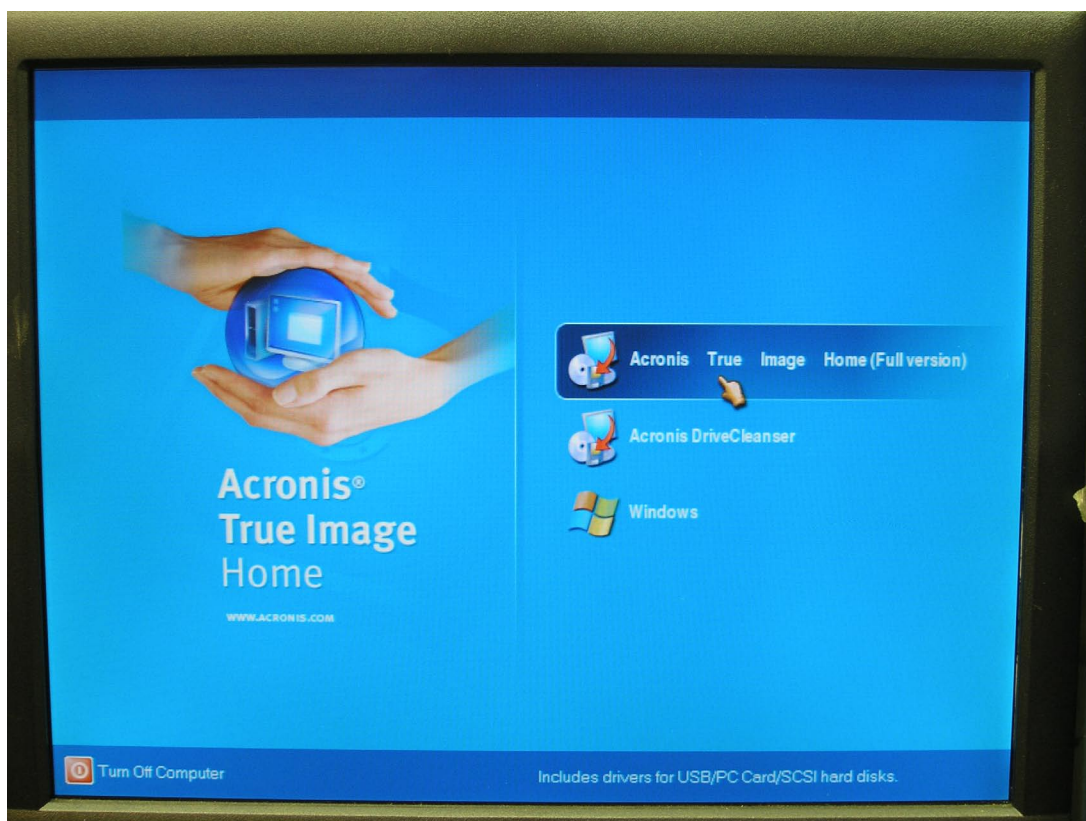 Acronis True Image Home (Full version)
Acronis DriveCleanser
Windows
Acronis®
True Image
Home
WWW.ACRONIS.COM
Turn Off Computer
Includes drivers for USB/PC Card/SCSI hard disks.